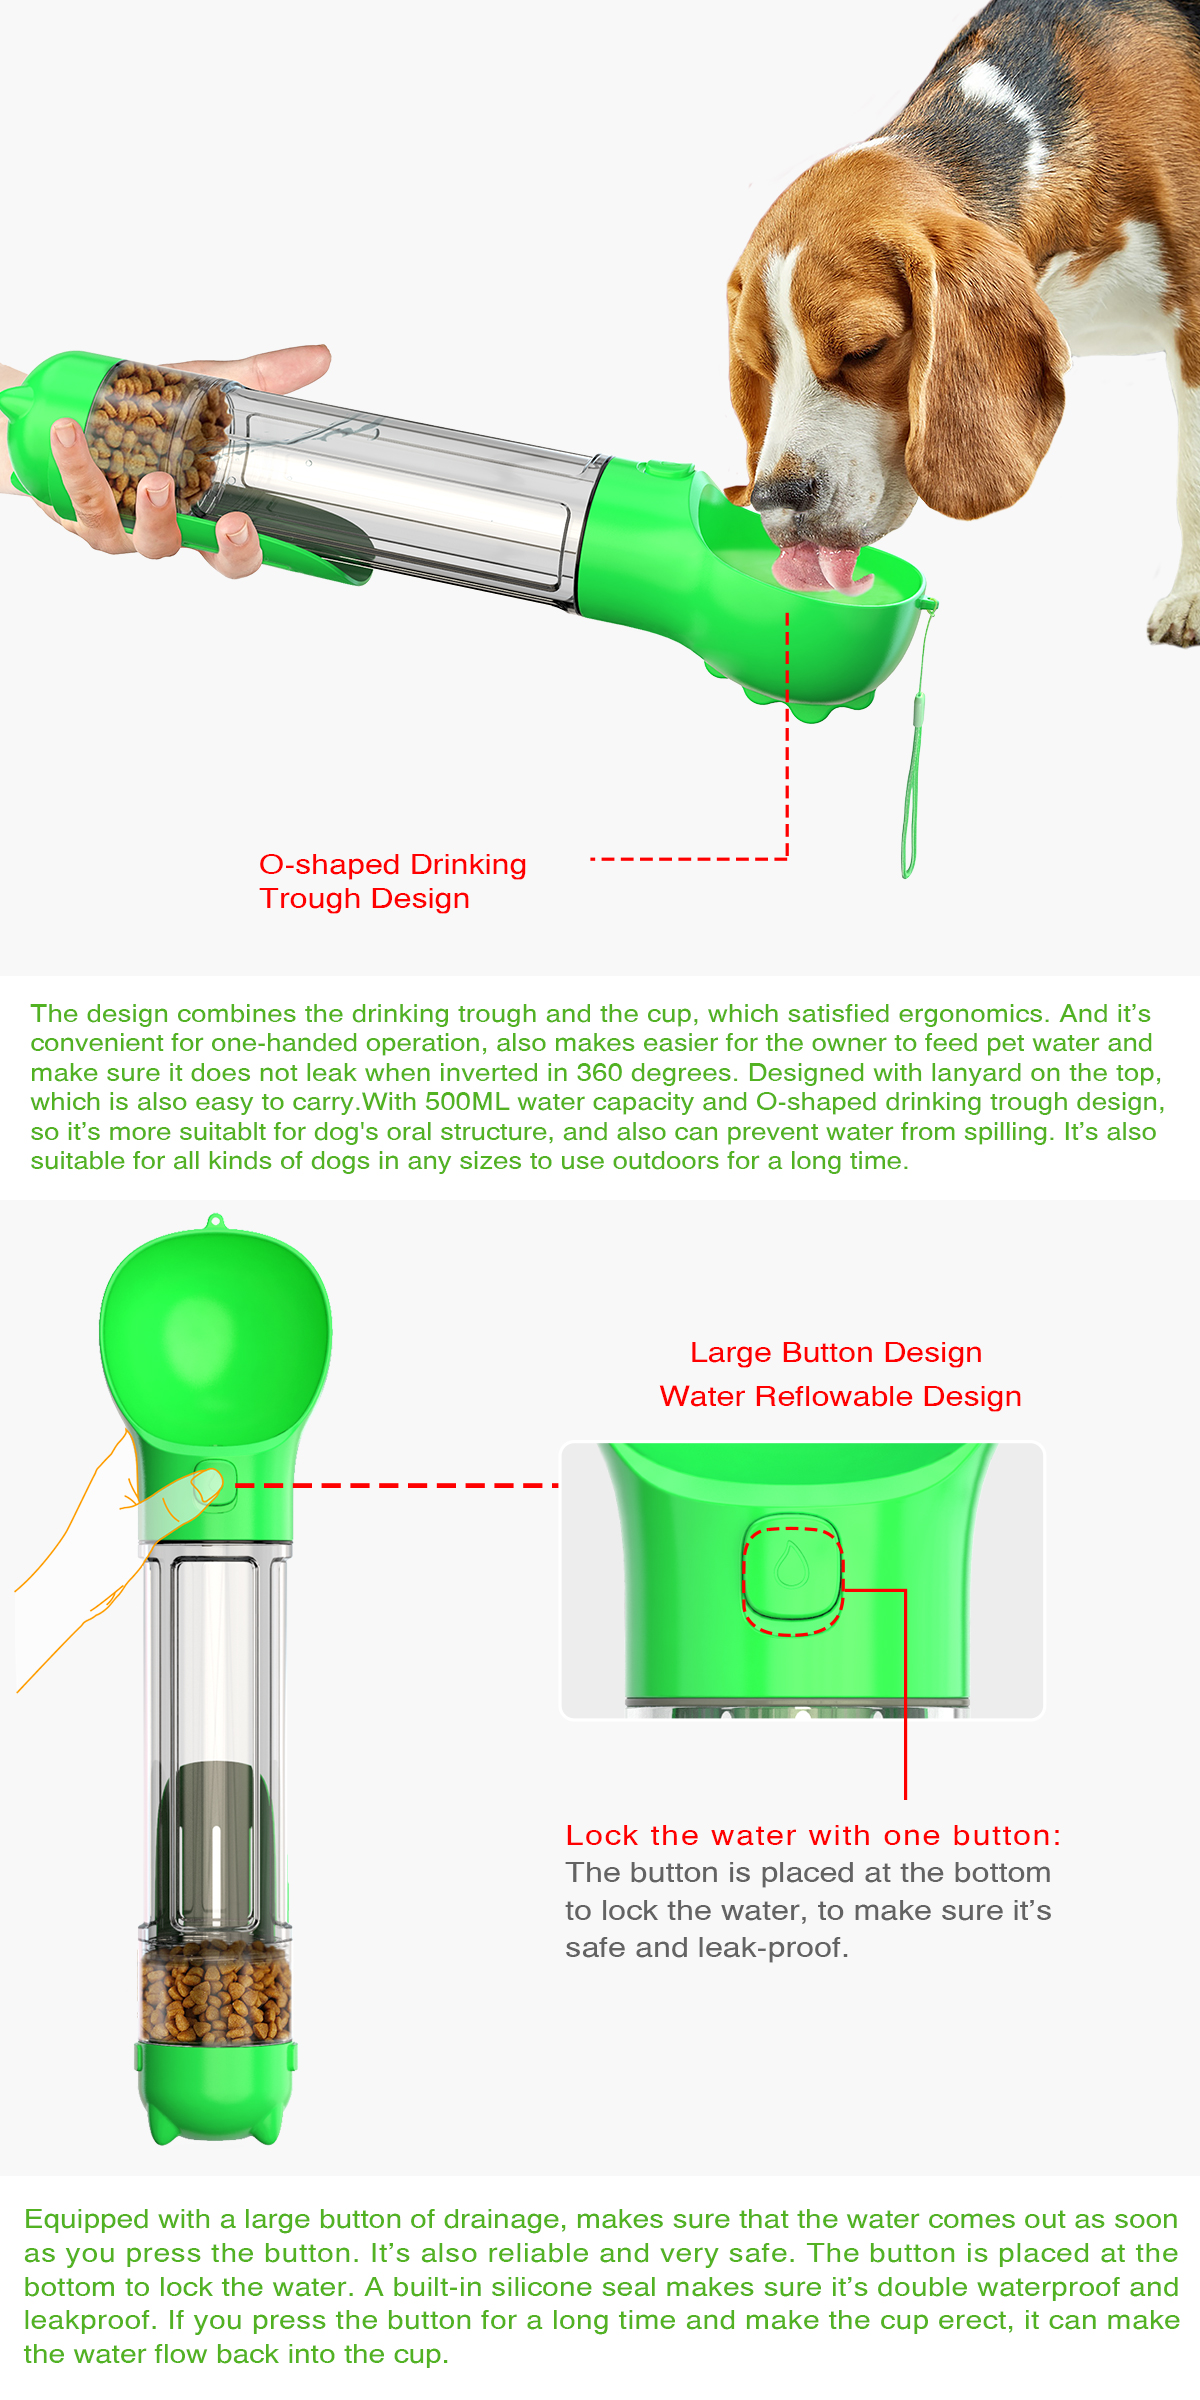 O-shaped Drinking
Trough Design
The design combines the drinking trough and the cup, which satisfied ergonomics. And it’s
convenient for one-handed operation, also makes easier for the owner to feed pet water and
make sure it does not leak when inverted in 360 degrees. Designed with lanyard on the top,
which is also easy to carry.With 500ML water capacity and O-shaped drinking trough design,
so it’s more suitablt for dog's oral structure, and also can prevent water from spilling. It’s also
suitable for all kinds of dogs in any sizes to use outdoors for a long time.
Large Button Design
Water Reflowable Design
Lock the water with one button:
The button is placed at the bottom
to lock the water, to make sure it’s
safe and leak-proof.
Equipped with a large button of drainage, makes sure that the water comes out as soon
as you press the button. It’s also reliable and very safe. The button is placed at the
bottom to lock the water. A built-in silicone seal makes sure it’s double waterproof and
leakproof. If you press the button for a long time and make the cup erect, it can make
the water flow back into the cup.